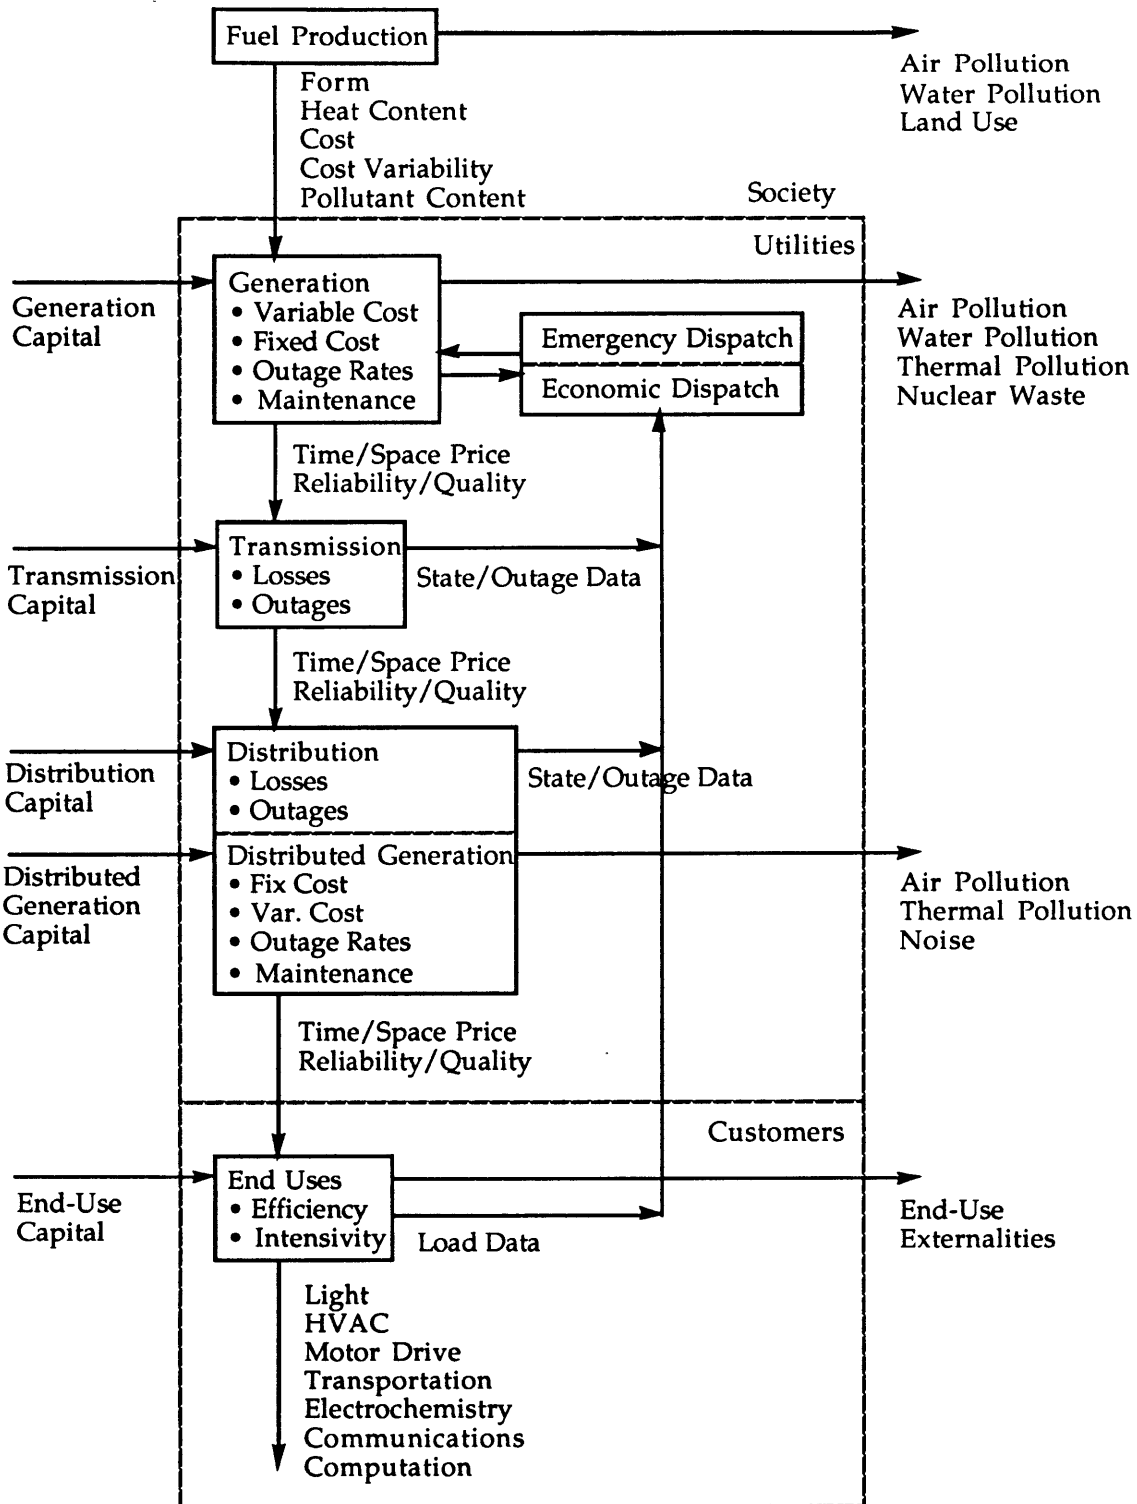 Fuel Production
Air Pollution
Water Pollution
Land Use
Form
Heat Content
Cost
Cost Variability
Pollutant Content
Society
Utilities
Generation
Capital
Generation
• Variable Cost
• Fixed Cost
• Outage Rates
• Maintenance
Emergency Dispatch
Economic Dispatch
Air Pollution
Water Pollution
Thermal Pollution
Nuclear Waste
Time/Space Price
Reliability/Quality
Transmission
Capital
Transmission
• Losses
• Outages
State/Outage Data
Time/Space Price
Reliability/Quality
Distribution
Capital
Distribution
• Losses
• Outages
State/Outage Data
Distributed
Generation
Capital
Distributed Generation
• Fix Cost
• Var. Cost
• Outage Rates
• Maintenance
Air Pollution
Thermal Pollution
Noise
Time/Space Price
Reliability/Quality
Customers
End-Use
Capital
End Uses
• Efficiency
• Intensivity
Load Data
End-Use
Externalities
Light
HVAC
Motor Drive
Transportation
Electrochemistry
Communications
Computation